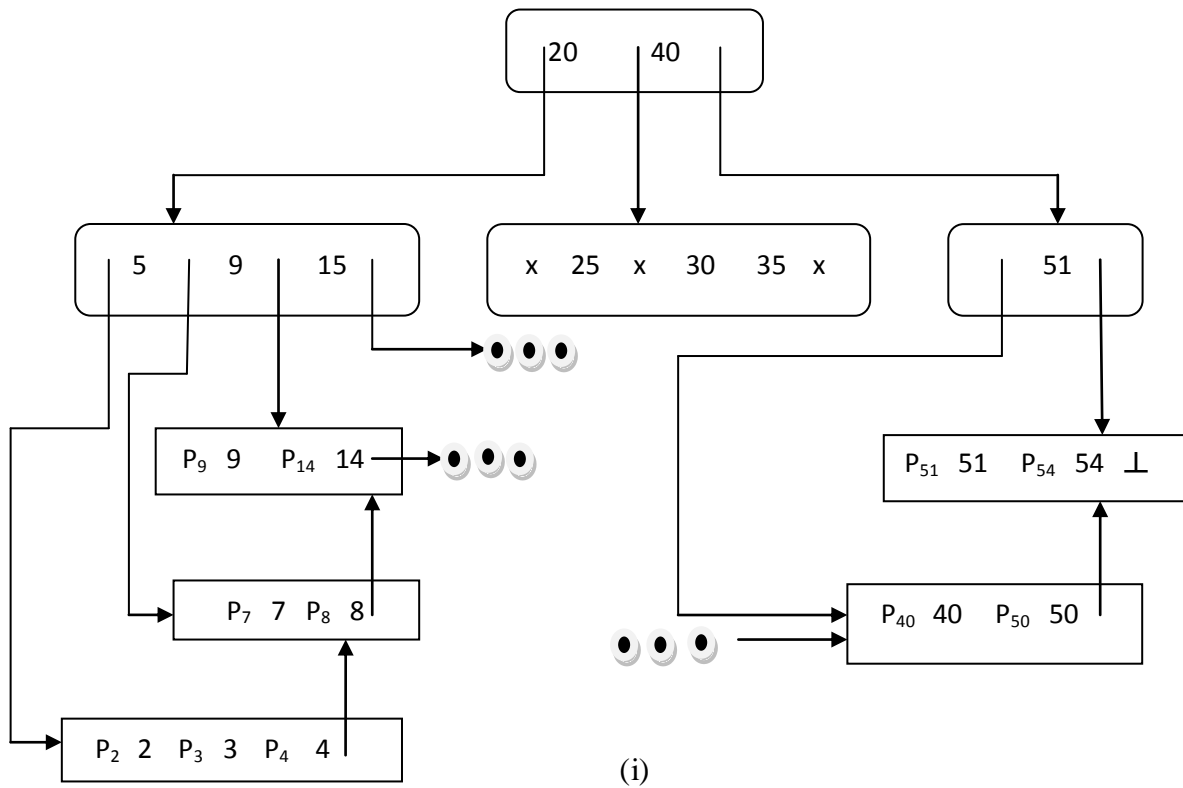 20 40
5 9 15
x 25 x 30 35 x
51
P₉ 9 P₁₄ 14
P₅₁ 51 P₅₄ 54 ⊥
P₇ 7 P₈ 8
P₄₀ 40 P₅₀ 50
P₂ 2 P₃ 3 P₄ 4
(i)